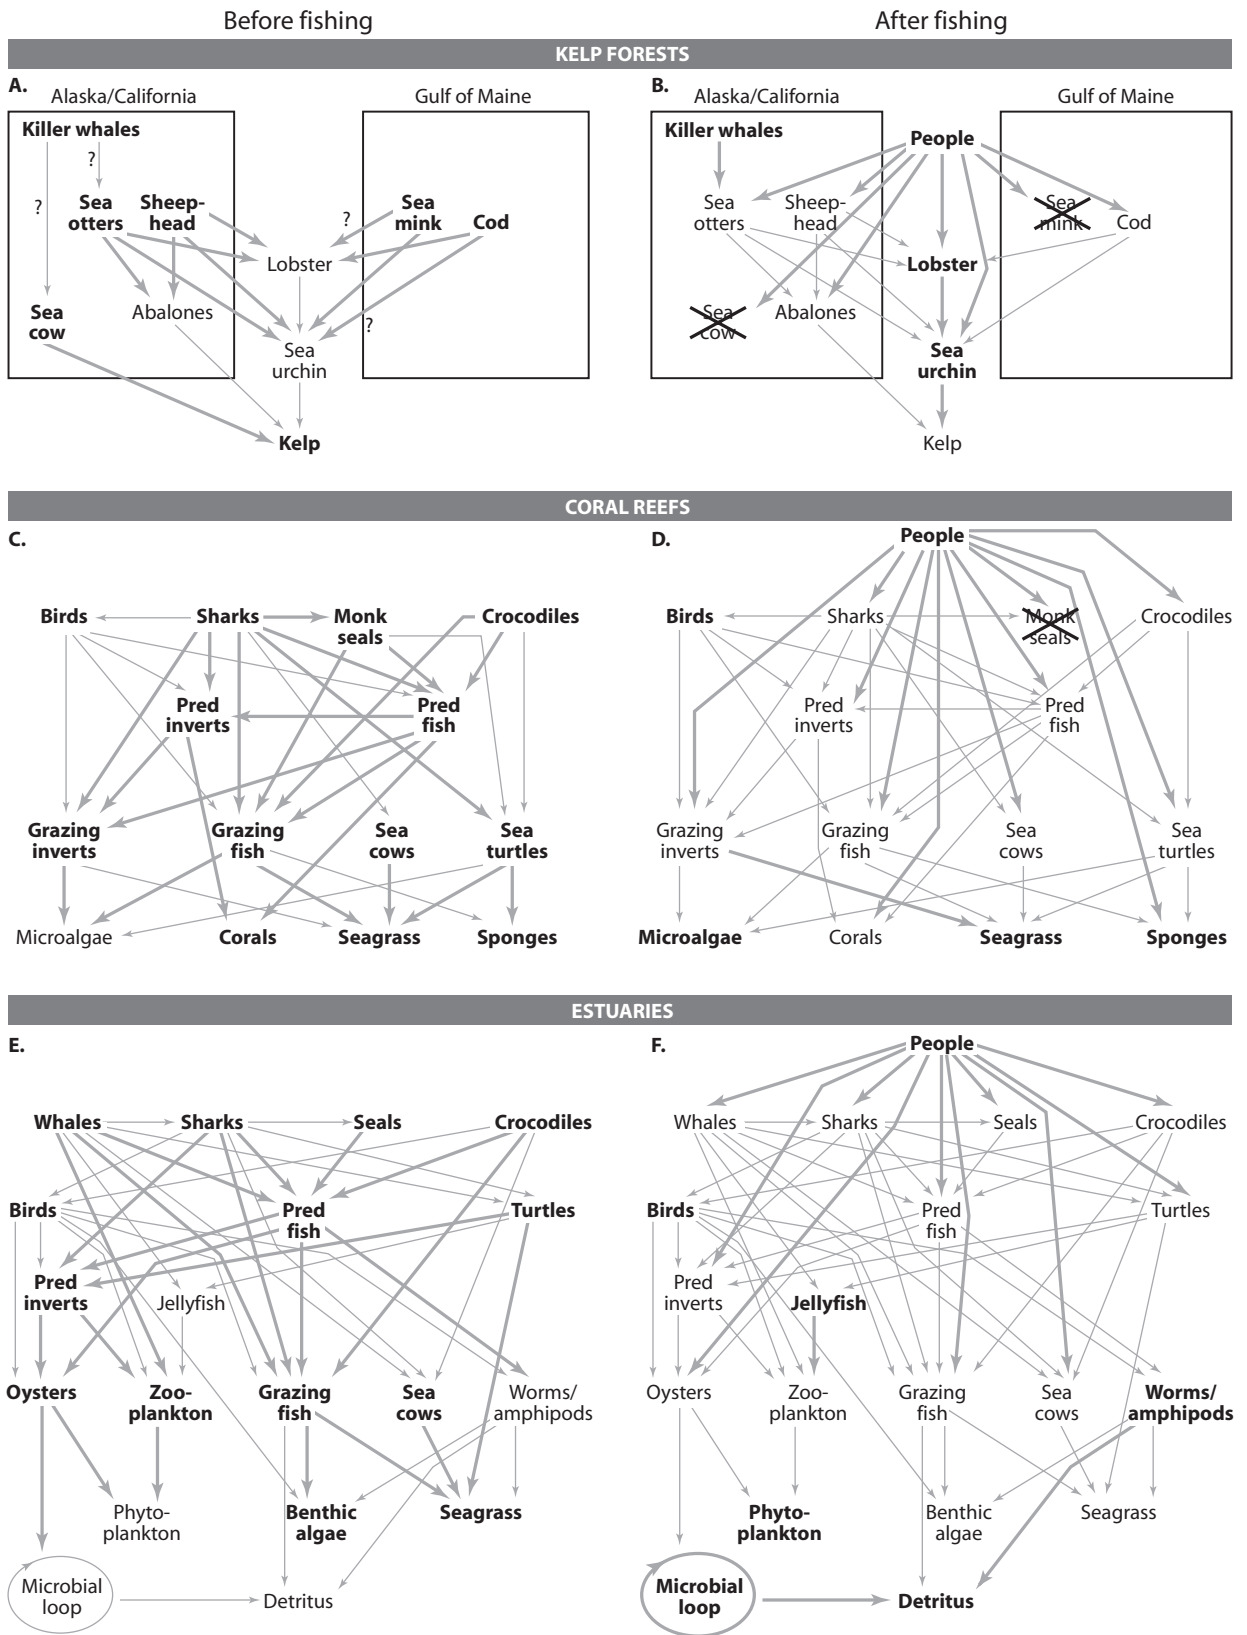 Before fishing
After fishing
KELP FORESTS
A.
Alaska/California
Gulf of Maine
Killer whales
?
?
Sea
otters
Sheep-
head
?
Sea
mink
Cod
Lobster
Sea
cow
Abalones
?
Sea
urchin
Kelp
B.
Alaska/California
Gulf of Maine
Killer whales
People
Sea
otters
Sheep-
head
Sea
mink
Cod
Lobster
Sea
cow
Abalones
Sea
urchin
Kelp
CORAL REEFS
C.
Birds
Sharks
Monk
seals
Crocodiles
Pred
inverts
Pred
fish
Grazing
inverts
Grazing
fish
Sea
cows
Sea
turtles
Microalgae
Corals
Seagrass
Sponges
D.
People
Birds
Sharks
Monk
seals
Crocodiles
Pred
inverts
Pred
fish
Grazing
inverts
Grazing
fish
Sea
cows
Sea
turtles
Microalgae
Corals
Seagrass
Sponges
ESTUARIES
E.
Whales
Sharks
Seals
Crocodiles
Birds
Pred
fish
Turtles
Pred
inverts
Jellyfish
Oysters
Zoo-
plankton
Grazing
fish
Sea
cows
Worms/
amphipods
Phyto-
plankton
Benthic
algae
Seagrass
Microbial
loop
Detritus
F.
People
Whales
Sharks
Seals
Crocodiles
Birds
Pred
fish
Turtles
Pred
inverts
Jellyfish
Oysters
Zoo-
plankton
Grazing
fish
Sea
cows
Worms/
amphipods
Phyto-
plankton
Benthic
algae
Seagrass
Microbial
loop
Detritus